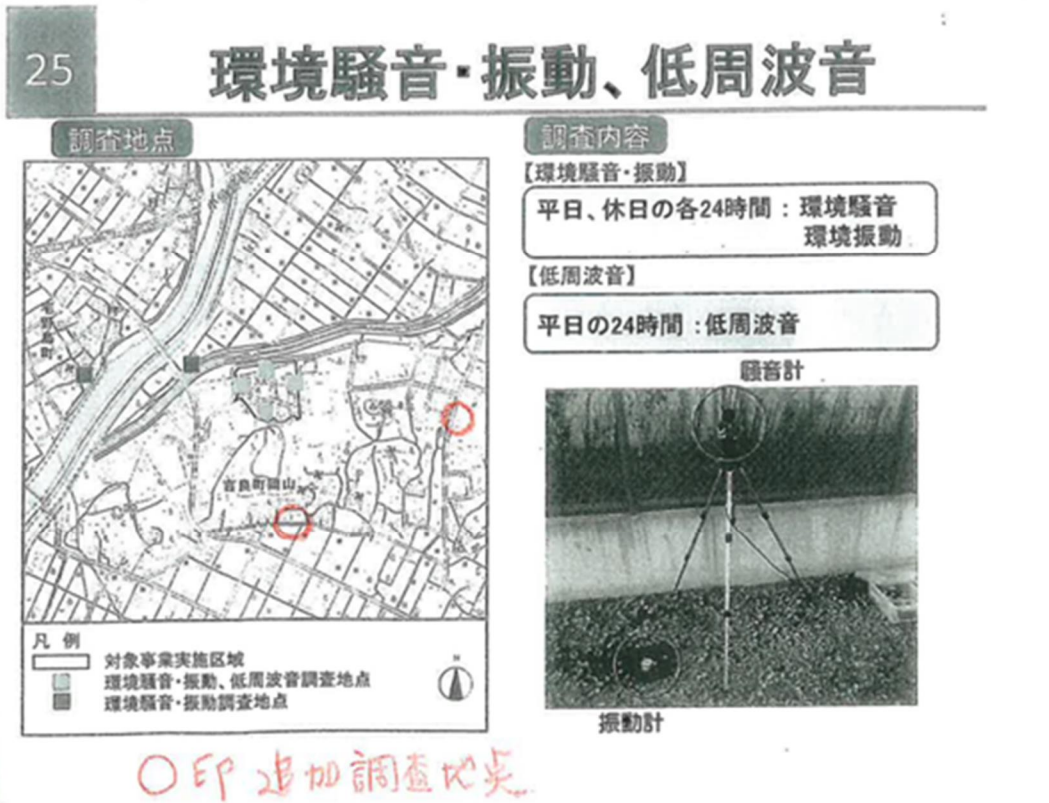 25
環境騒音・振動、低周波音
調査地点
吉良町岡山
凡 例
対象事業実施区域
環境騒音・振動、低周波音調査地点
環境騒音・振動調査地点
N
調査内容
【環境騒音・振動】
平日、休日の各24時間：環境騒音
環境振動
【低周波音】
平日の24時間：低周波音
騒音計
振動計
○印 追加調査地点